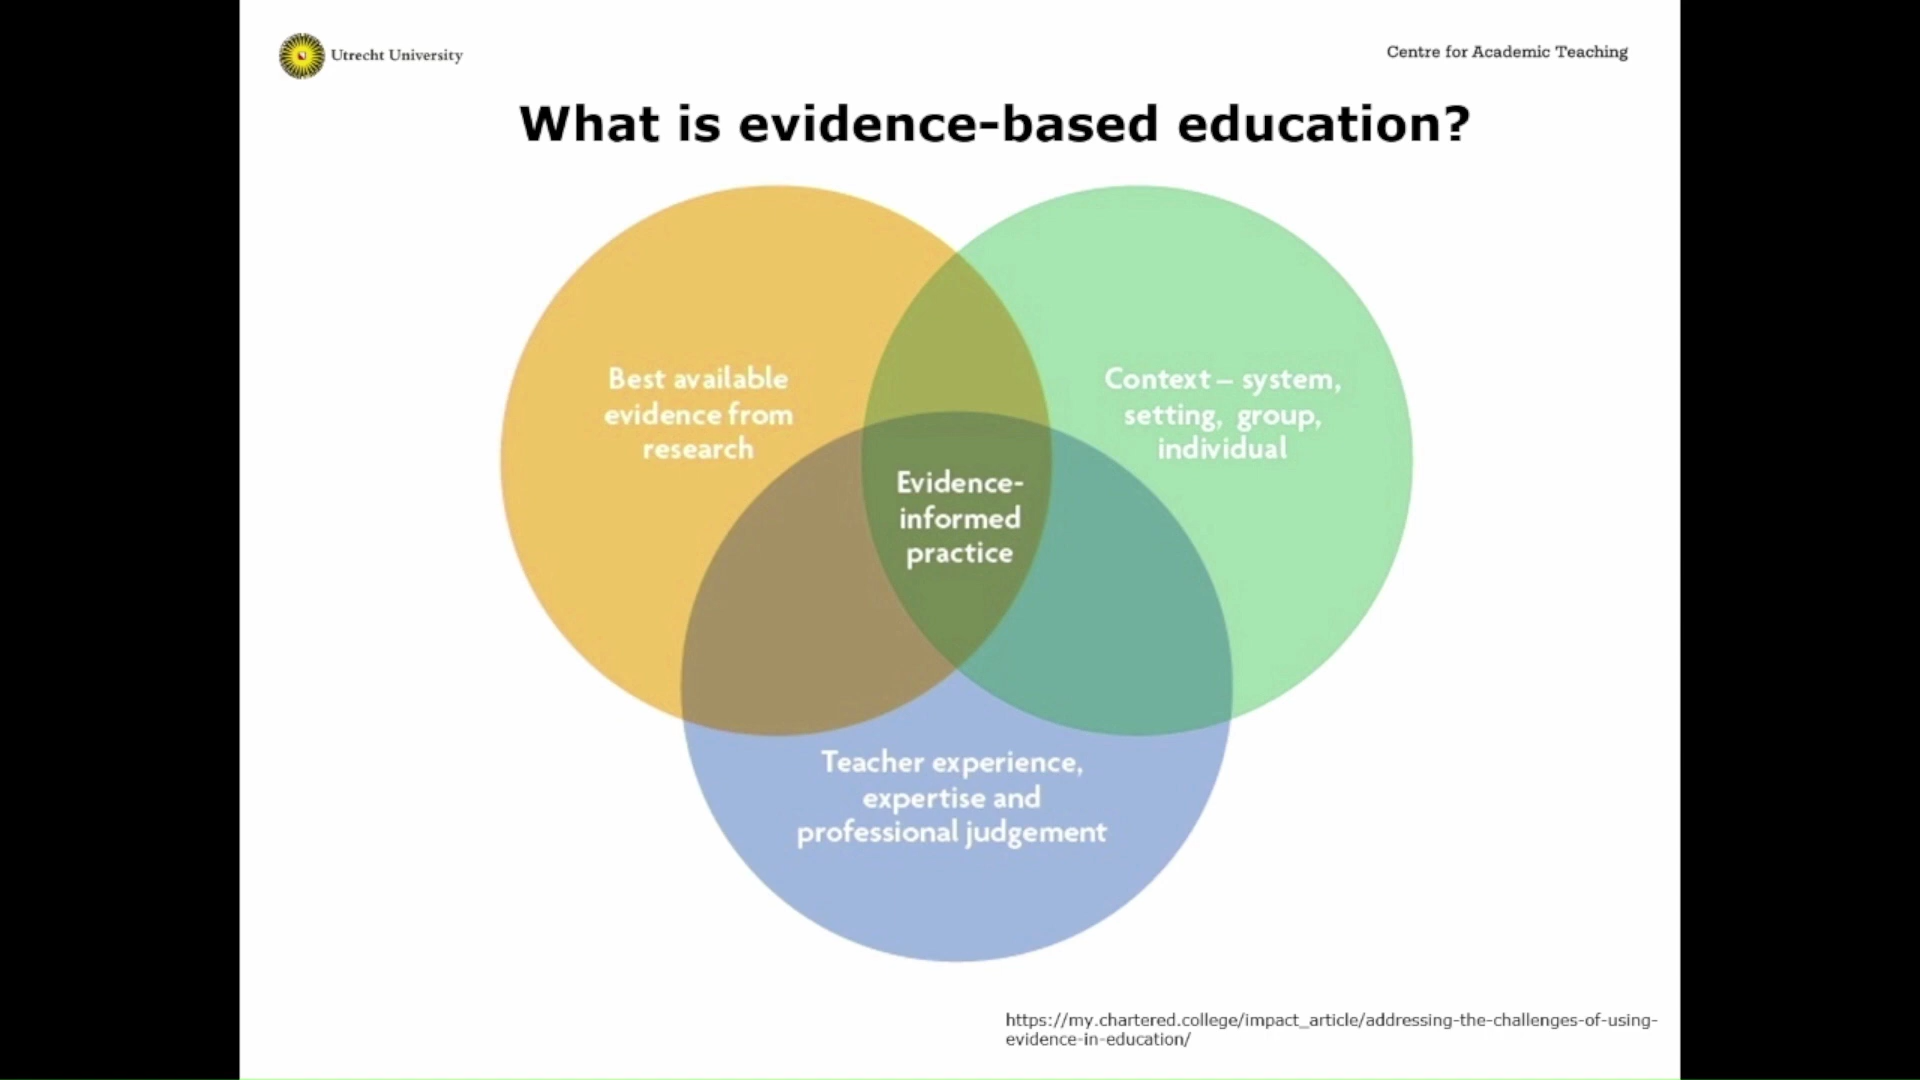 Utrecht University
Centre for Academic Teaching
What is evidence-based education?
Best available
evidence from
research
Context – system,
setting, group,
individual
Evidence-
informed
practice
Teacher experience,
expertise and
professional judgement
https://my.chartered.college/impact_article/addressing-the-challenges-of-using-
evidence-in-education/